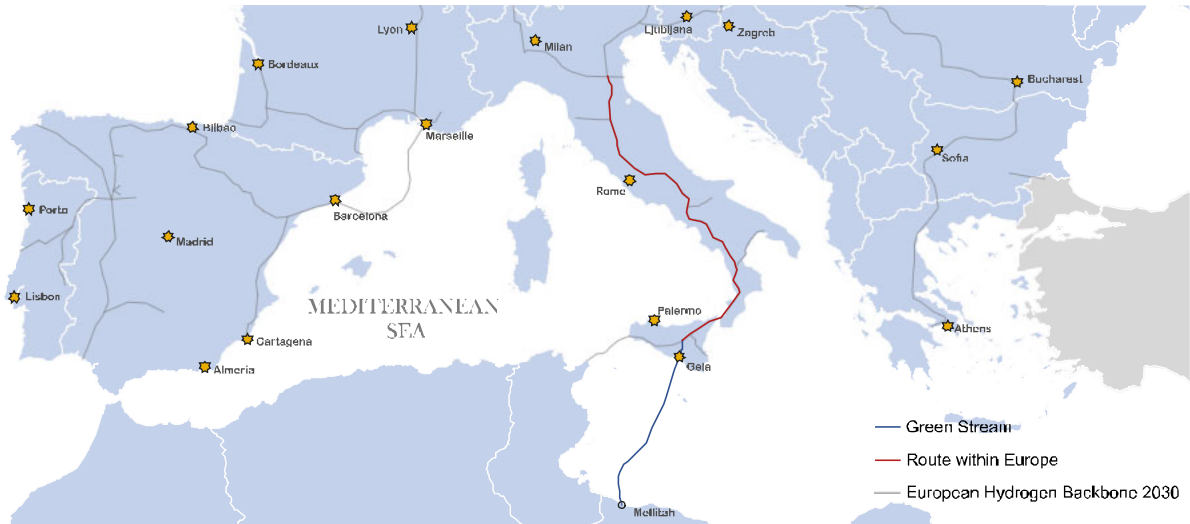 Lyon
Milan
Ljubljana
Zagreb
Bordeaux
Bucharest
Bilbao
Marseille
Sofia
Rome
Porto
Barcelona
Madrid
Lisbon
MEDITERRANEAN
SEA
Palermo
Athens
Cartagena
Almeria
Gela
Green Stream
Route within Europe
European Hydrogen Backbone 2030
Mellitah